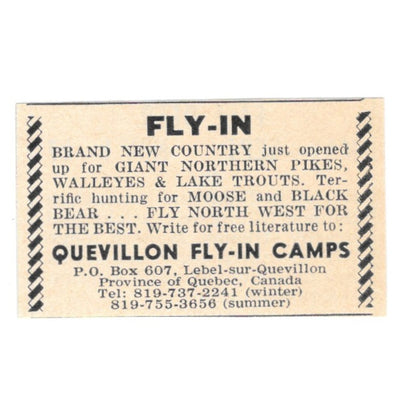 FLY-IN
BRAND NEW COUNTRY just opened
up for GIANT NORTHERN PIKES,
WALLEYES & LAKE TROUTS. Ter-
rific hunting for MOOSE and BLACK
BEAR . . . FLY NORTH WEST FOR
THE BEST. Write for free literature to:
QUEVILLON FLY-IN CAMPS
P.O. Box 607, Lebel-sur-Quevillon
Province of Quebec, Canada
Tel: 819-737-2241 (winter)
819-755-3656 (summer)